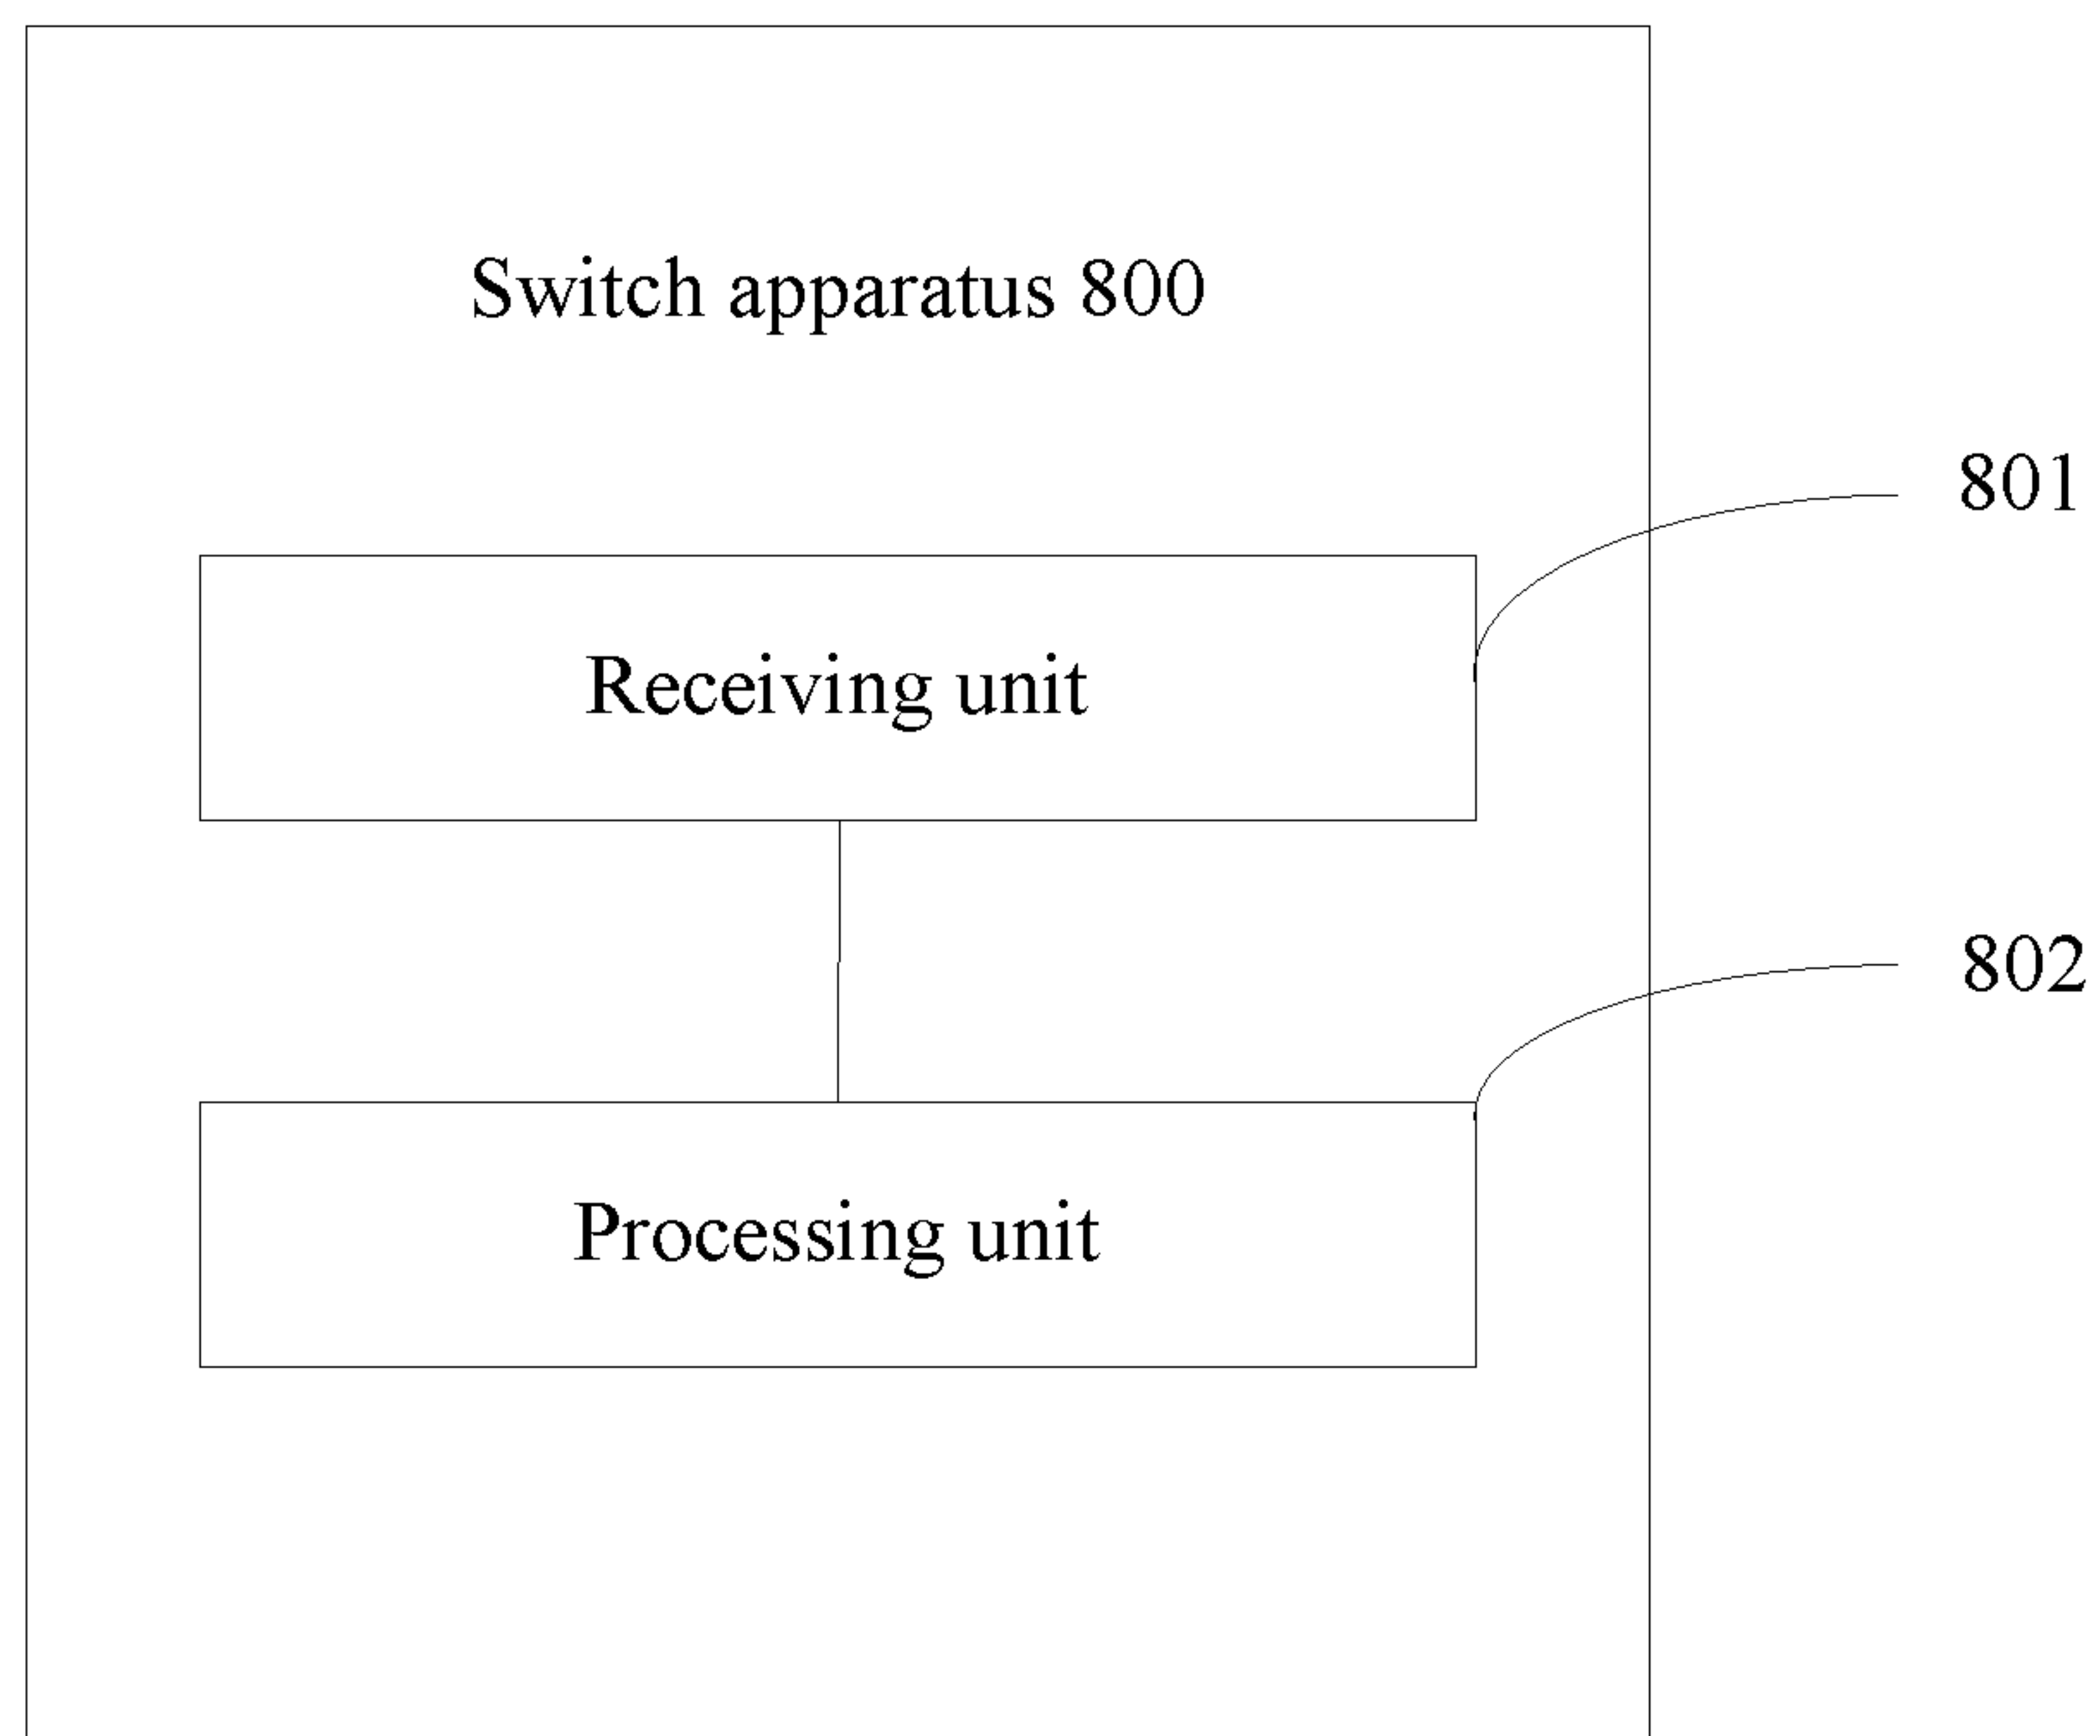 Switch apparatus 800
801
Receiving unit
802
Processing unit